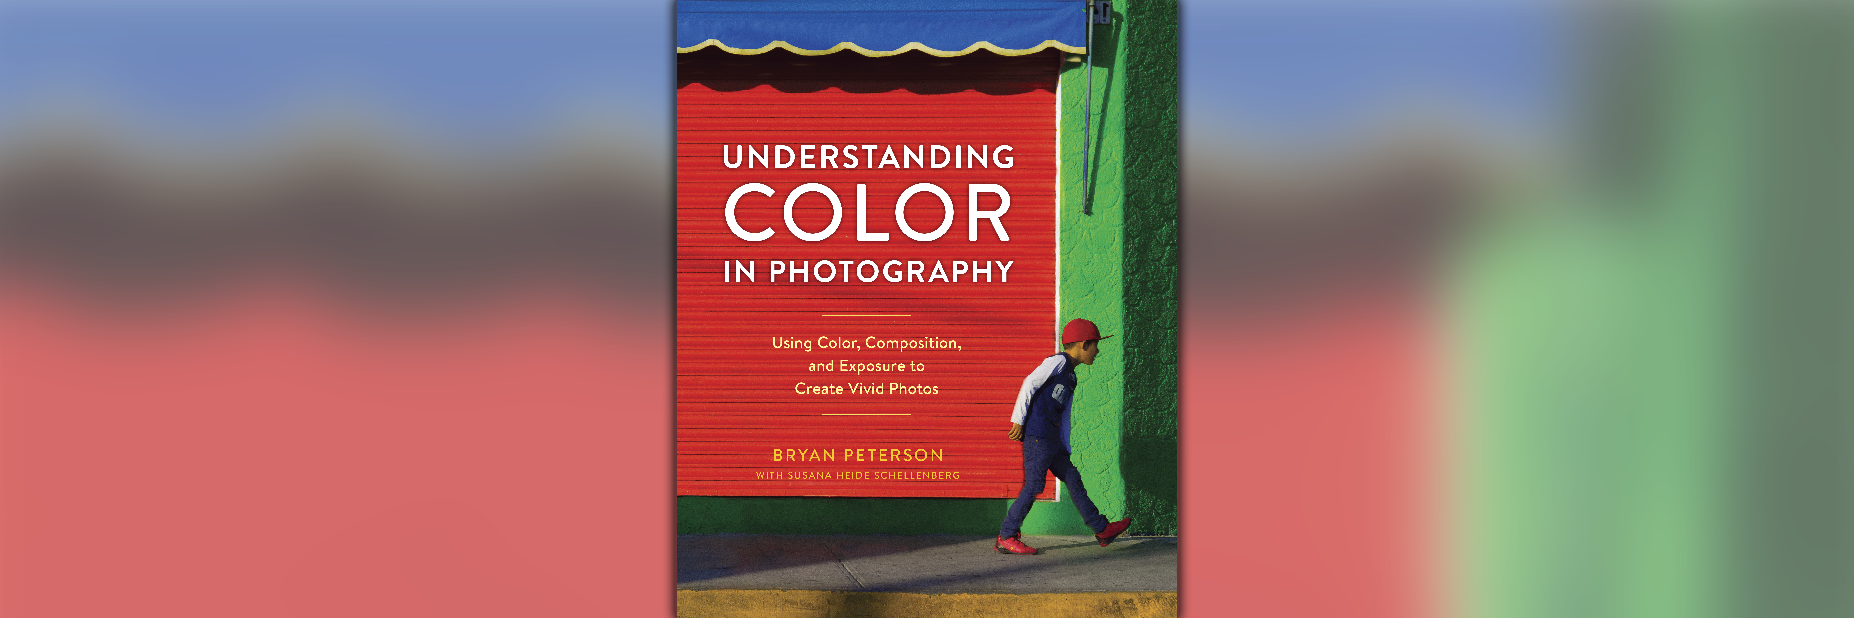 UNDERSTANDING
COLOR
IN PHOTOGRAPHY
Using Color, Composition,
and Exposure to
Create Vivid Photos
BRYAN PETERSON
WITH SUSANA HEIDE SCHELLENBERG